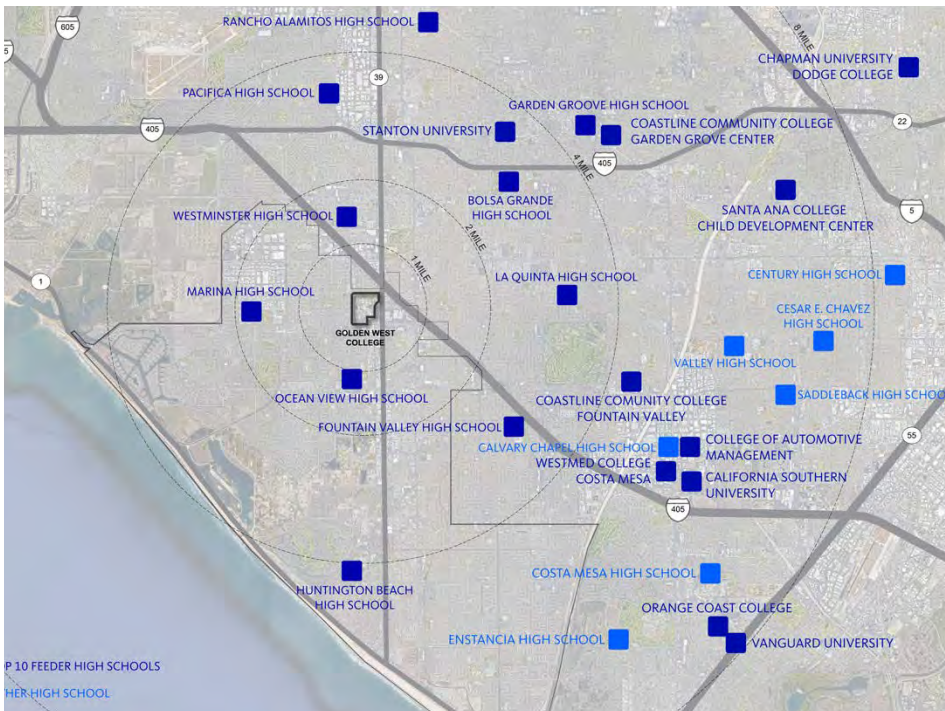 RANCHO ALAMITOS HIGH SCHOOL
605
5
8 MILE
CHAPMAN UNIVERSITY
DODGE COLLEGE
39
PACIFICA HIGH SCHOOL
GARDEN GROOVE HIGH SCHOOL
COASTLINE COMMUNITY COLLEGE
GARDEN GROVE CENTER
22
405
STANTON UNIVERSITY
4 MILE
405
BOLSA GRANDE
HIGH SCHOOL
SANTA ANA COLLEGE
CHILD DEVELOPMENT CENTER
5
WESTMINSTER HIGH SCHOOL
2 MILE
1 MILE
1
MARINA HIGH SCHOOL
LA QUINTA HIGH SCHOOL
CENTURY HIGH SCHOOL
CESAR E. CHAVEZ
HIGH SCHOOL
GOLDEN WEST
COLLEGE
VALLEY HIGH SCHOOL
OCEAN VIEW HIGH SCHOOL
COASTLINE COMUNITY COLLEGE
FOUNTAIN VALLEY
SADDLEBACK HIGH SCHOO
FOUNTAIN VALLEY HIGH SCHOOL
55
CALVARY CHAPEL HIGH SCHOOL
COLLEGE OF AUTOMOTIVE
MANAGEMENT
WESTMED COLLEGE
COSTA MESA
CALIFORNIA SOUTHERN
UNIVERSITY
405
HUNTINGTON BEACH
HIGH SCHOOL
COSTA MESA HIGH SCHOOL
ORANGE COAST COLLEGE
ENSTANCIA HIGH SCHOOL
VANGUARD UNIVERSITY
OP 10 FEEDER HIGH SCHOOLS
THER HIGH SCHOOL